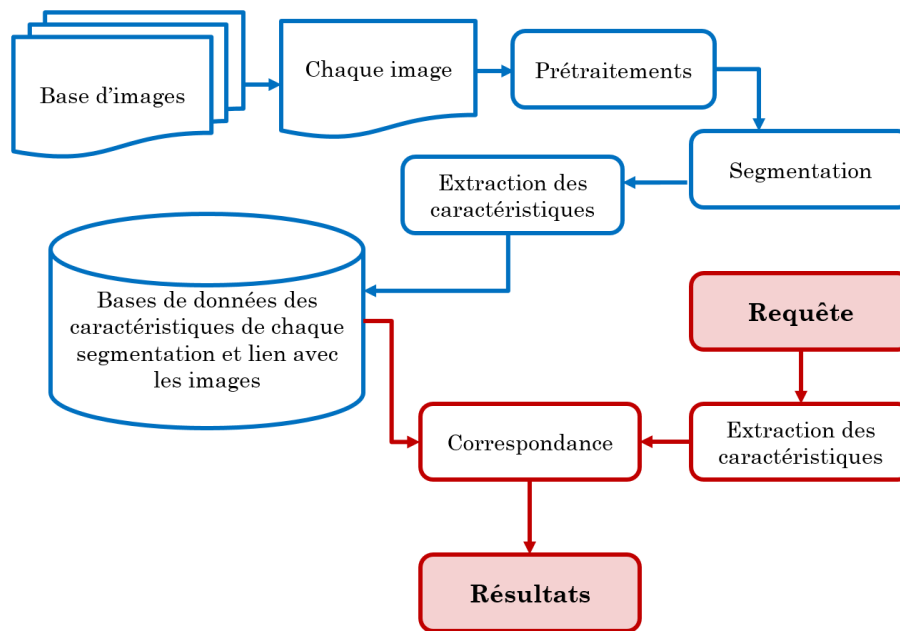 Base d'images
Chaque image
Prétraitements
Segmentation
Extraction des
caractéristiques
Bases de données des
caractéristiques de chaque
segmentation et lien avec
les images
Requête
Extraction des
caractéristiques
Correspondance
Résultats